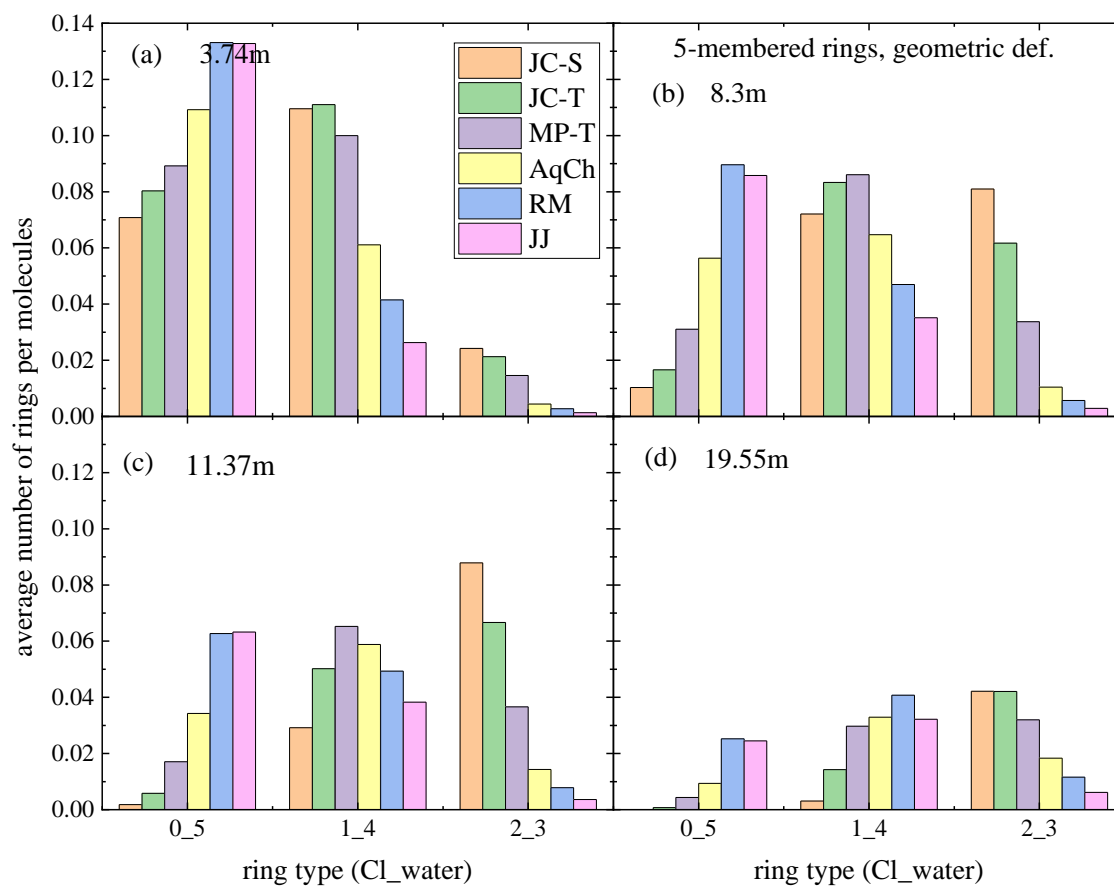 0.14
0.12
0.10
0.08
0.06
0.04
0.02
0.00
(a)
3.74m
JC-S
JC-T
MP-T
AqCh
RM
JJ
5-membered rings, geometric def.
(b)
8.3m
0.12
0.10
0.08
0.06
0.04
0.02
0.00
(c)
11.37m
(d)
19.55m
average number of rings per molecules
0_5
1_4
2_3
0_5
1_4
2_3
ring type (Cl_water)
ring type (Cl_water)